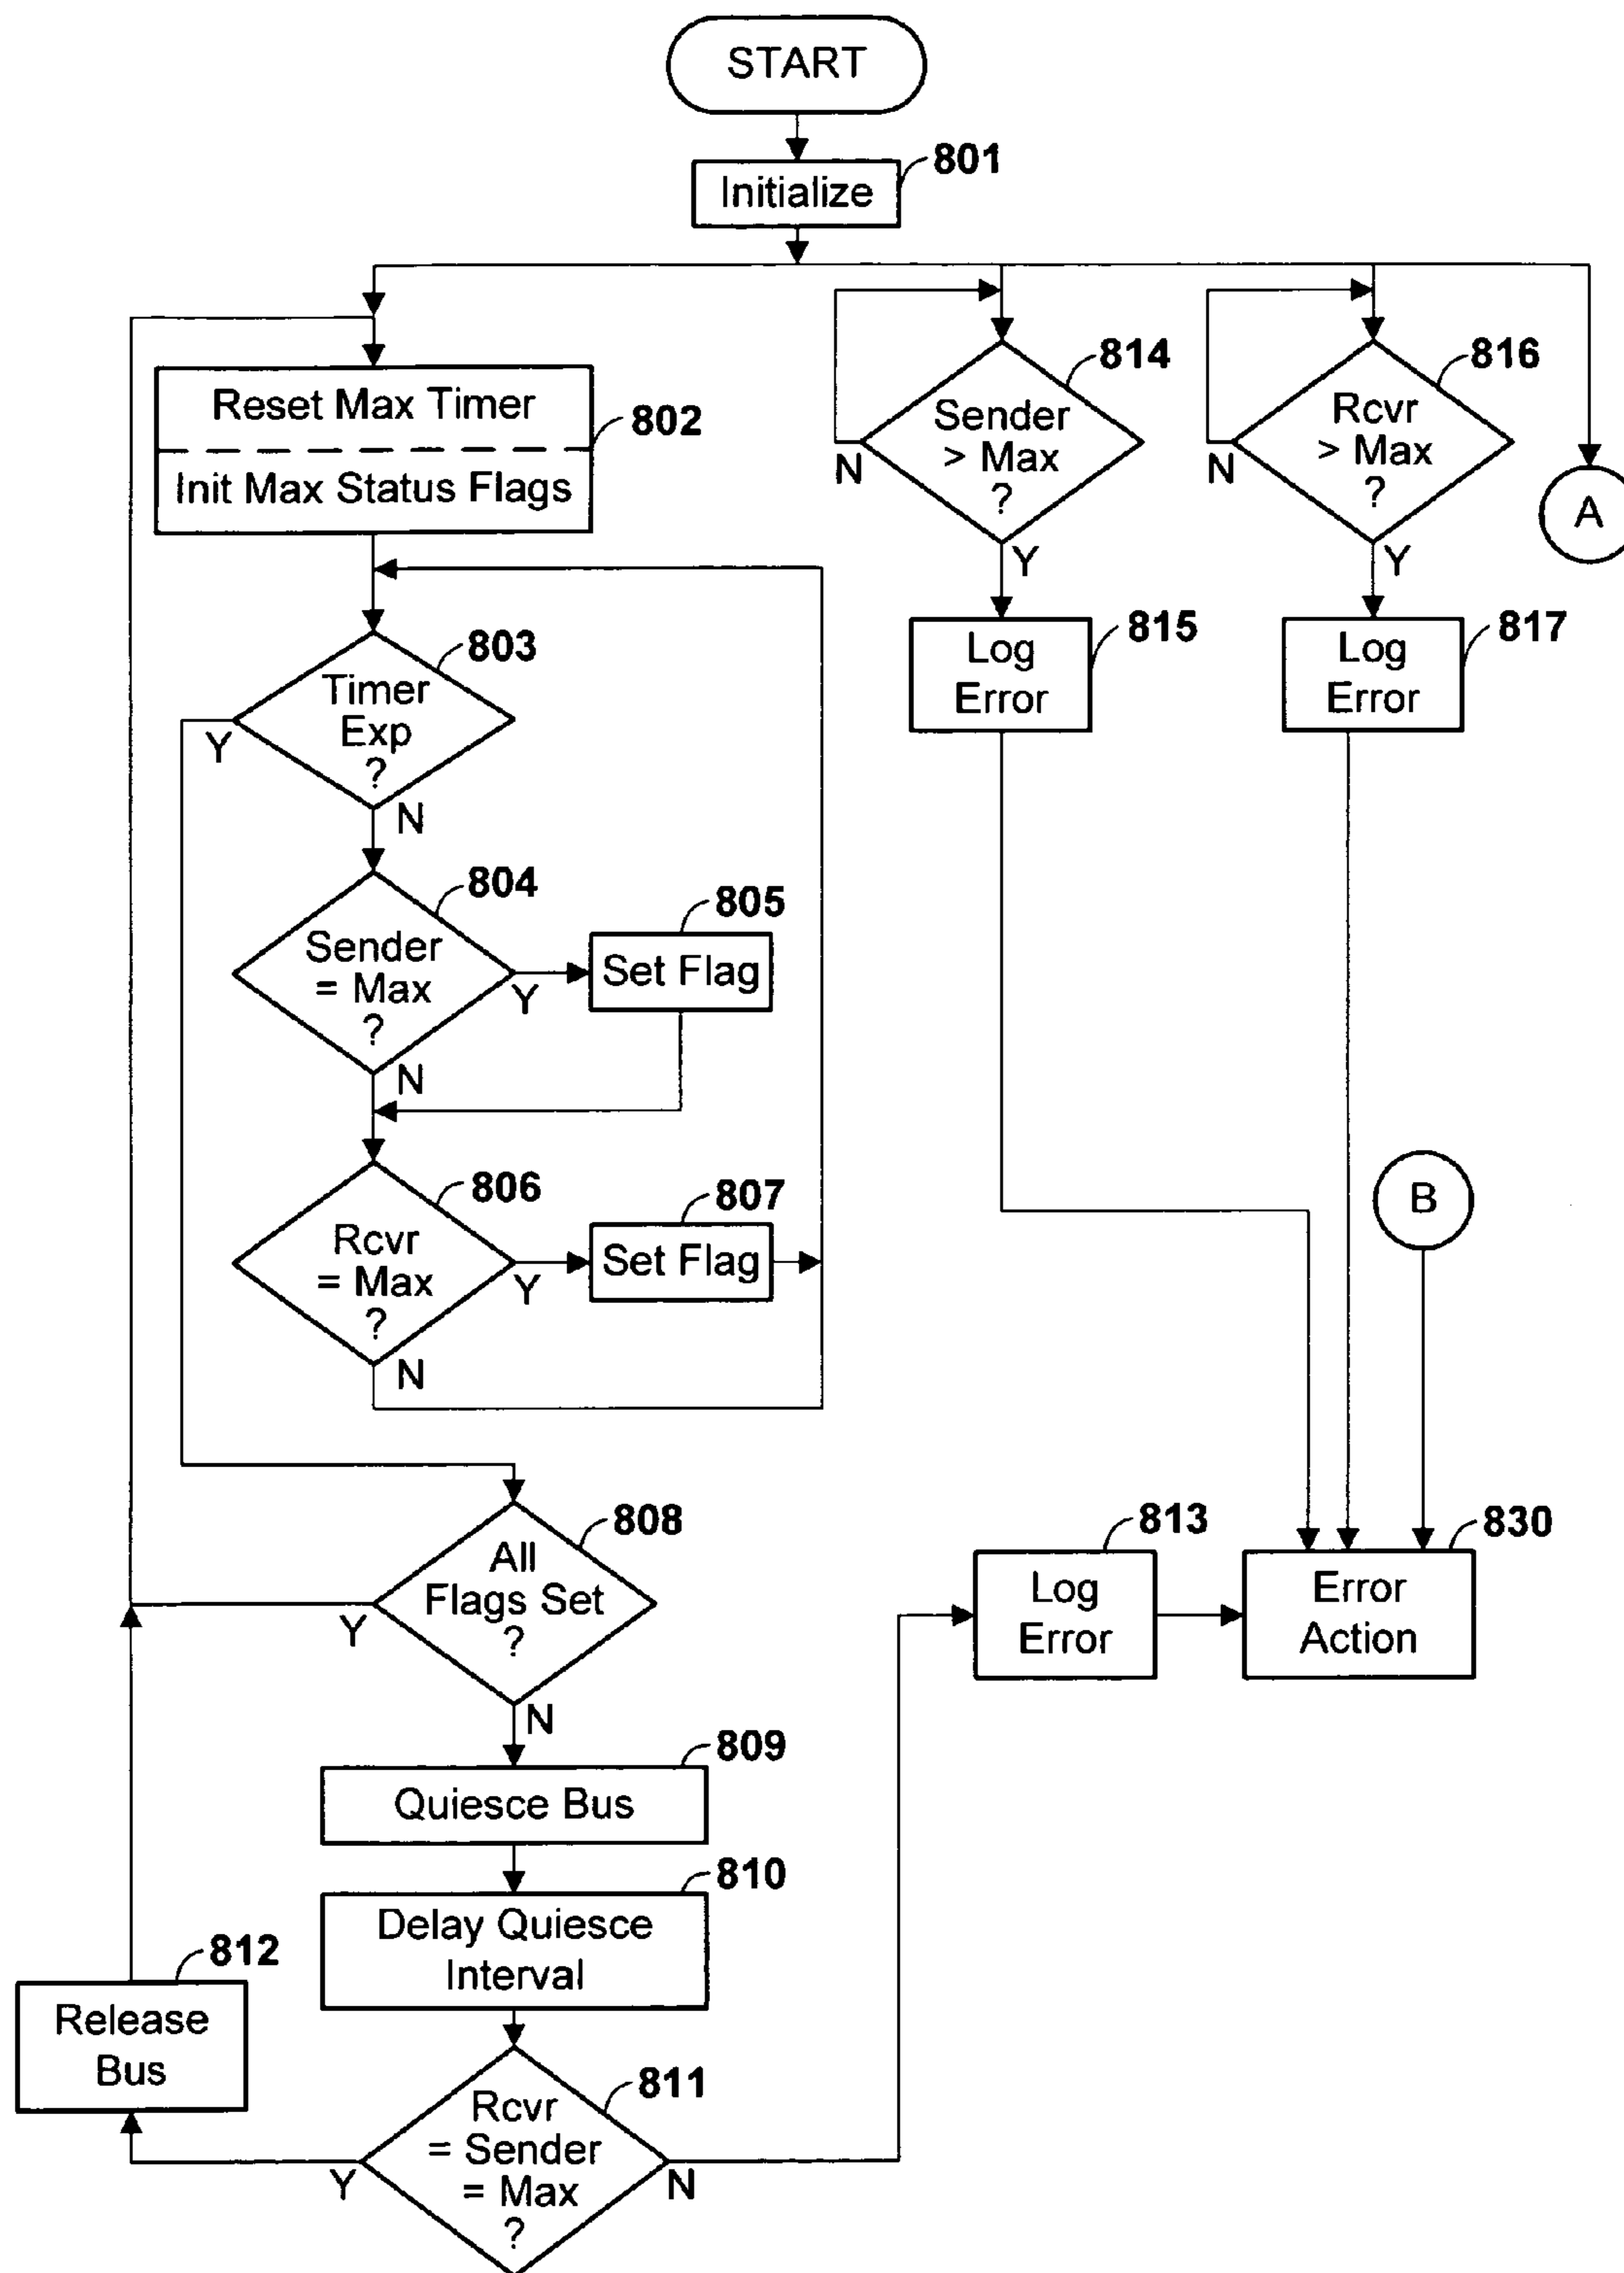 START
801
Initialize
Reset Max Timer
802
Init Max Status Flags
814
Sender
> Max
?
N
Y
816
Rcvr
> Max
?
N
Y
A
803
Timer
Exp
?
Y
N
815
Log
Error
817
Log
Error
804
Sender
= Max
?
Y
N
805
Set Flag
806
Rcvr
= Max
?
Y
N
807
Set Flag
B
808
All
Flags Set
?
Y
N
813
Log
Error
830
Error
Action
809
Quiesce Bus
810
Delay Quiesce
Interval
812
Release
Bus
811
Rcvr
= Sender
= Max
?
Y
N